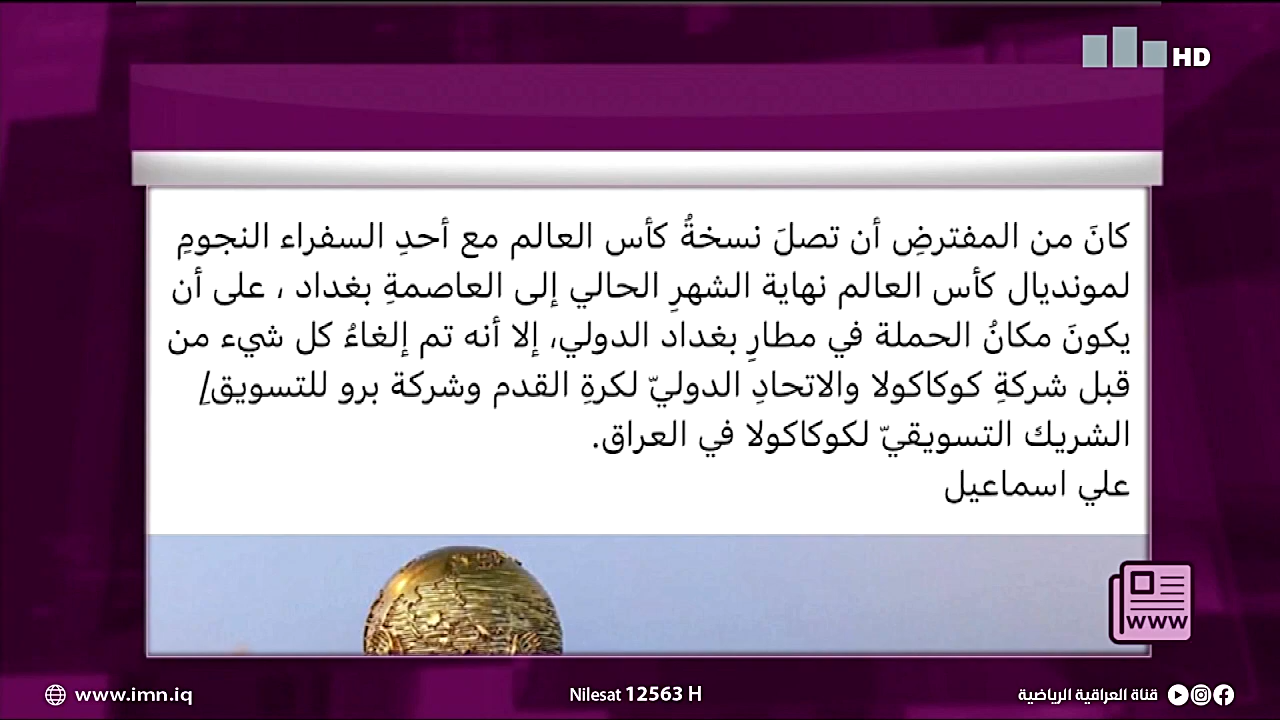 HD
كانَ من المفترضِ أن تصلَ نسخةُ كأس العالم مع أحدِ السفراء النجومِ
لمونديال كأس العالم نهاية الشهرِ الحالي إلى العاصمةِ بغداد ، على أن
يكونَ مكانُ الحملة في مطارِ بغداد الدولي، إلا أنه تم إلغاءُ كل شيء من
قبل شركةِ كوكاكولا والاتحادِ الدوليّ لكرةِ القدم وشركة برو للتسويقِ/
الشريك التسويقيّ لكوكاكولا في العراق.
علي اسماعيل
www
www.imn.iq
Nilesat 12563 H
قناة العراقية الرياضية